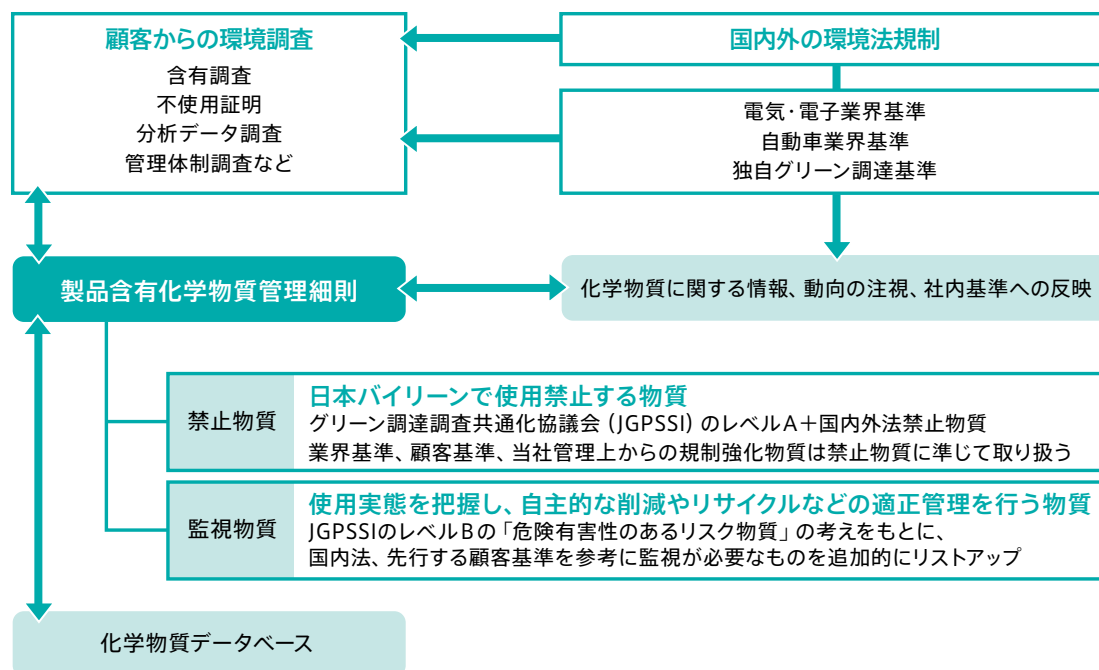 顧客からの環境調査
含有調査
不使用証明
分析データ調査
管理体制調査など
国内外の環境法規制
電気・電子業界基準
自動車業界基準
独自グリーン調達基準
製品含有化学物質管理細則
化学物質に関する情報、動向の注視、社内基準への反映
禁止物質
日本バイリーンで使用禁止する物質
グリーン調達調査共通化協議会（JGPSSI）のレベルA＋国内外法禁止物質
業界基準、顧客基準、当社管理上からの規制強化物質は禁止物質に準じて取り扱う
監視物質
使用実態を把握し、自主的な削減やリサイクルなどの適正管理を行う物質
JGPSSIのレベルBの「危険有害性のあるリスク物質」の考えをもとに、
国内法、先行する顧客基準を参考に監視が必要なものを追加的にリストアップ
化学物質データベース